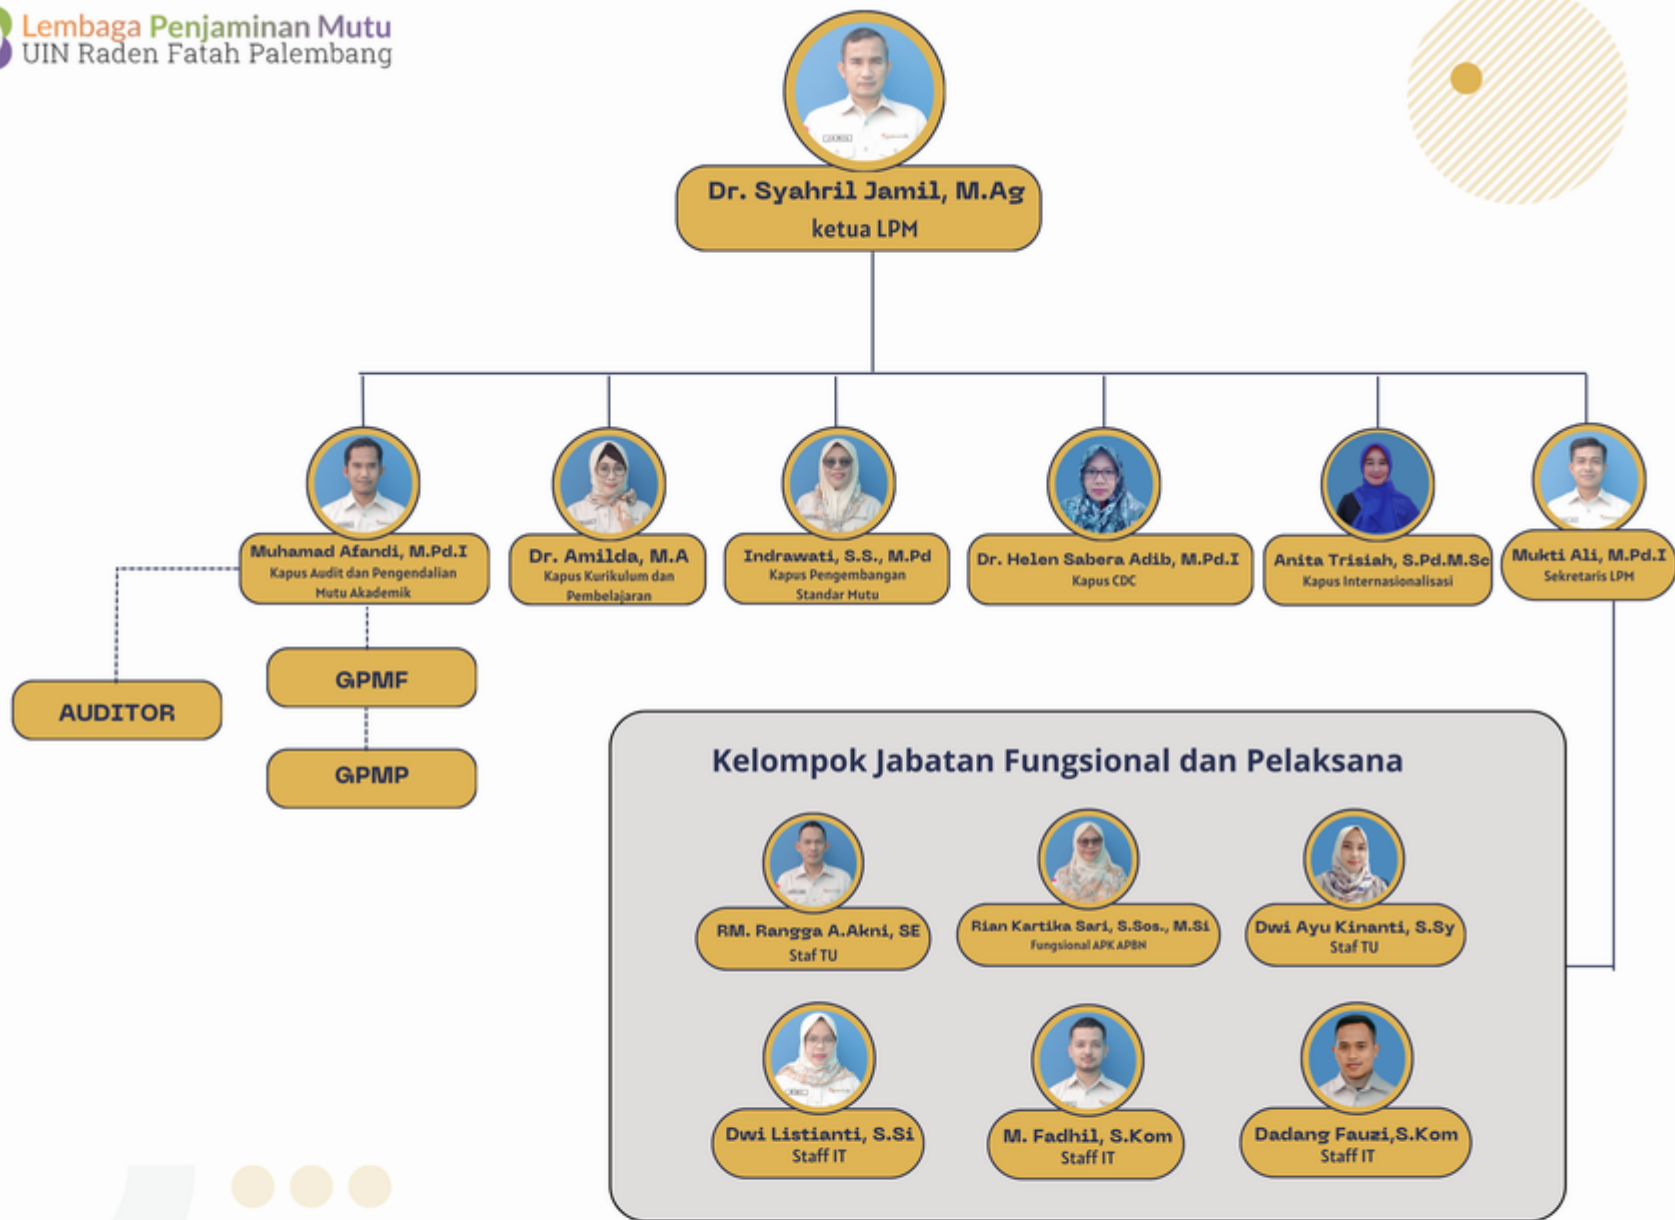 Lembaga Penjaminan Mutu
UIN Raden Fatah Palembang
Dr. Syahril Jamil, M.Ag
ketua LPM
Muhamad Afandi, M.Pd.I
Kapus Audit dan Pengendalian
Mutu Akademik
Dr. Amilda, M.A
Kapus Kurikulum dan
Pembelajaran
Indrawati, S.S., M.Pd
Kapus Pengembangan
Standar Mutu
Dr. Helen Sabera Adib, M.Pd.I
Kapus CDC
Anita Trisiah, S.Pd.M.Sc
Kapus Internasionalisasi
Mukti Ali, M.Pd.I
Sekretaris LPM
AUDITOR
GPMF
GPMP
Kelompok Jabatan Fungsional dan Pelaksana
RM. Rangga A.Akni, SE
Staf TU
Rian Kartika Sari, S.Sos., M.Si
Fungsional APK APBN
Dwi Ayu Kinanti, S.Sy
Staf TU
Dwi Listianti, S.Si
Staff IT
M. Fadhil, S.Kom
Staff IT
Dadang Fauzi,S.Kom
Staff IT